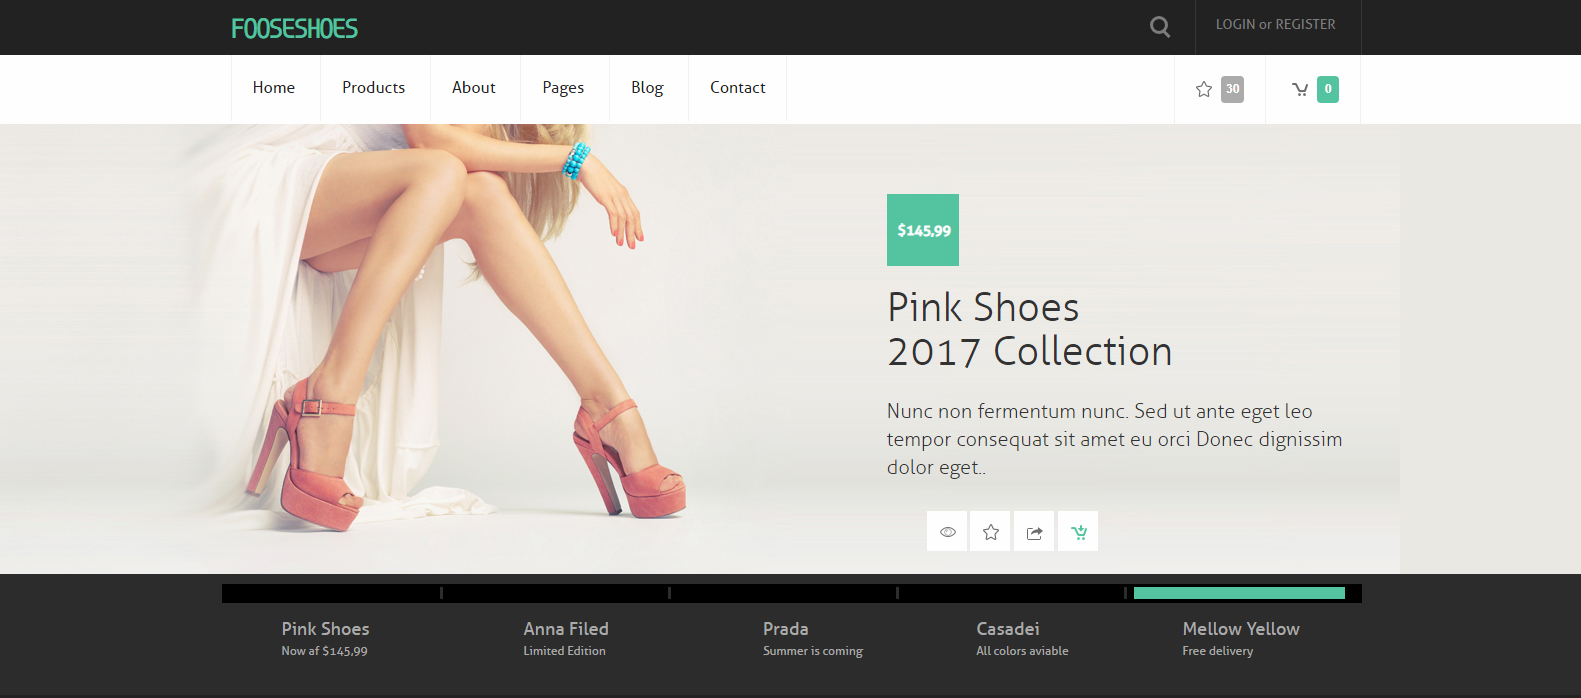 FOOSESHOES
LOGIN or REGISTER
Home Products About Pages Blog Contact
30
0
$145,99
Pink Shoes
2017 Collection
Nunc non fermentum nunc. Sed ut ante eget leo
tempor consequat sit amet eu orci Donec dignissim
dolor eget..
Pink Shoes
Now af $145,99
Anna Filed
Limited Edition
Prada
Summer is coming
Casadei
All colors aviable
Mellow Yellow
Free delivery